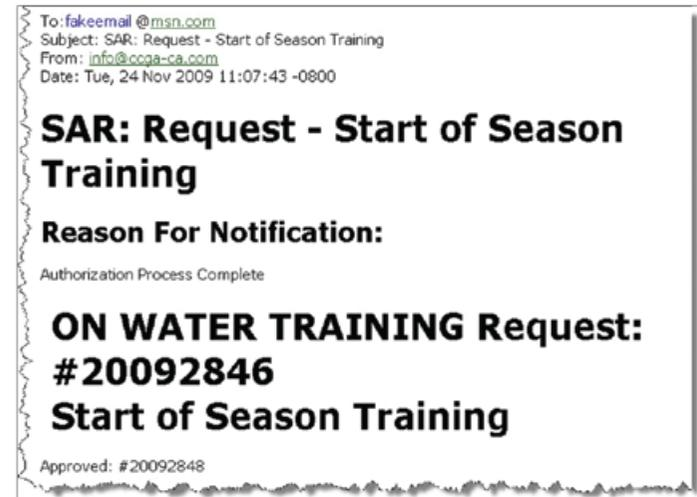 To:fakeemail @msn.com
Subject: SAR: Request - Start of Season Training
From: info@ccga-ca.com
Date: Tue, 24 Nov 2009 11:07:43 -0800
SAR: Request - Start of Season
Training
Reason For Notification:
Authorization Process Complete
ON WATER TRAINING Request:
#20092846
Start of Season Training
Approved: #20092848